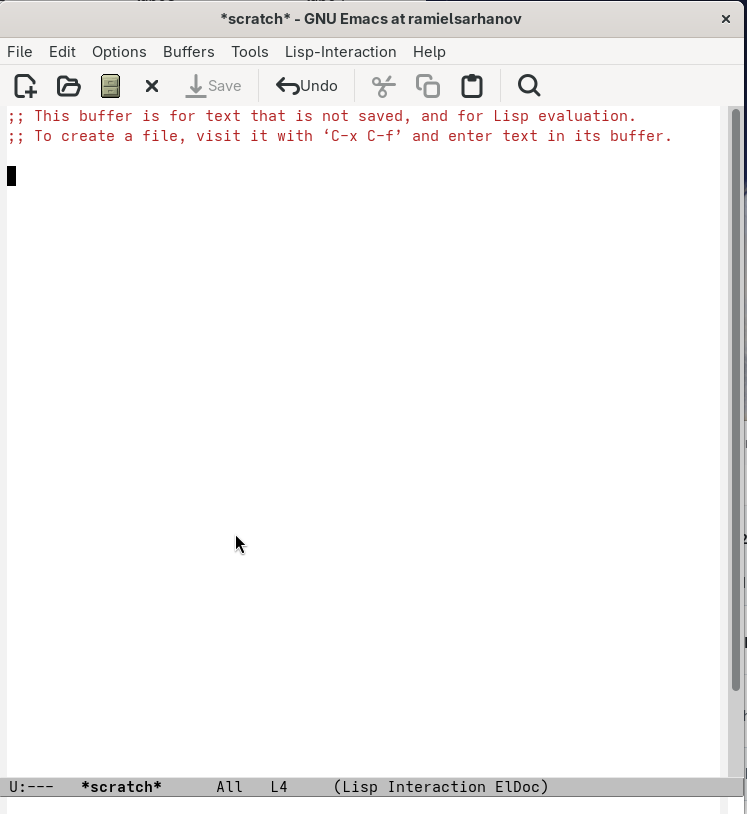 *scratch* - GNU Emacs at ramielsarhanov
File Edit Options Buffers Tools Lisp-Interaction Help
Save Undo
;; This buffer is for text that is not saved, and for Lisp evaluation.
;; To create a file, visit it with ‘C-x C-f’ and enter text in its buffer.
U:--- *scratch* All L4 (Lisp Interaction ElDoc)